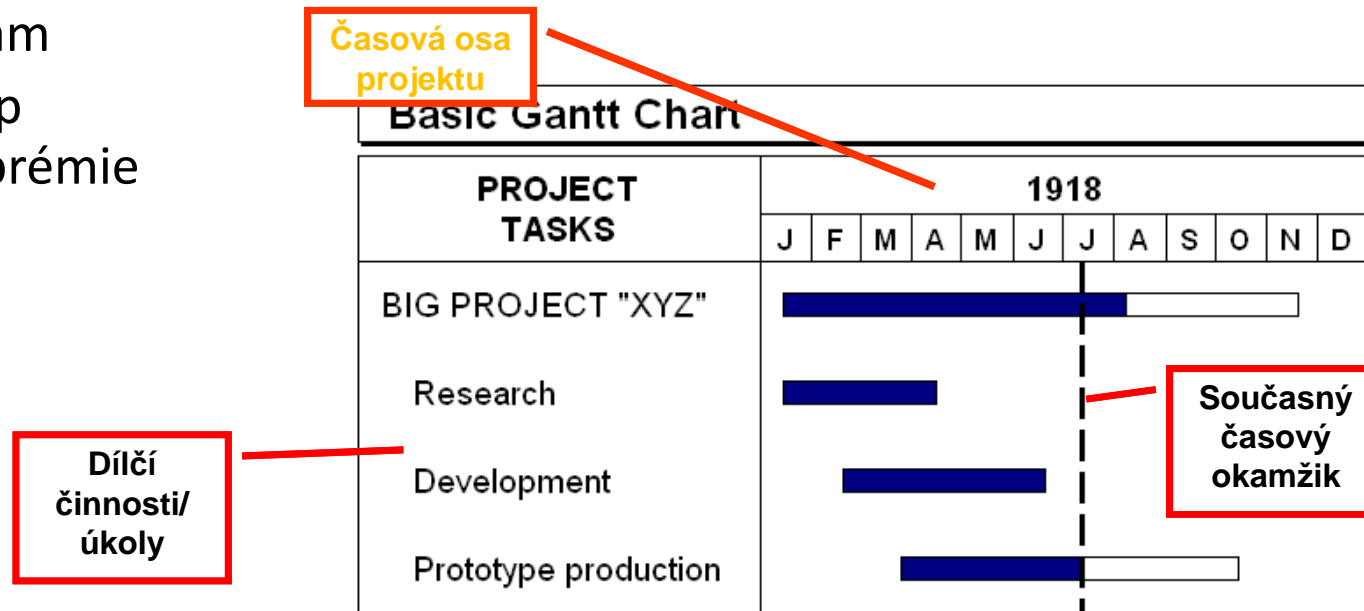 am
p
prémie
Časová osa
projektu
Basic Gantt Chart
PROJECT
TASKS
1918
J F M A M J J A S O N D
BIG PROJECT "XYZ"
Research
Development
Prototype production
Dílčí
činnosti/
úkoly
Současný
časový
okamžik